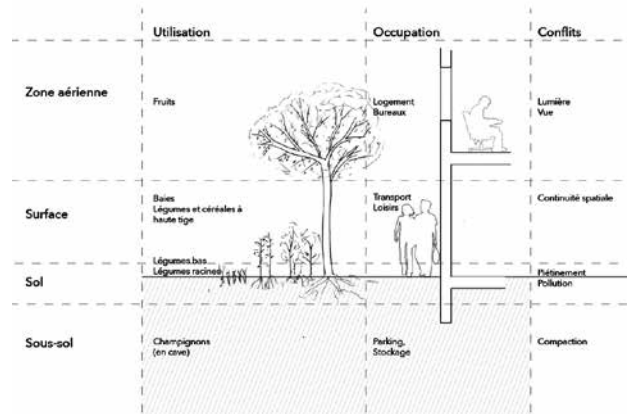 Utilisation
Occupation
Conflits
Zone aérienne
Fruits
Logement
Bureaux
Lumière
Vue
Surface
Baies
Légumes et céréales à
haute tige
Transport
Loisirs
Continuité spatiale
Légumes bas
Légumes racines
Sol
Piétinement
Pollution
Sous-sol
Champignons
(en cave)
Parking,
Stockage
Compaction